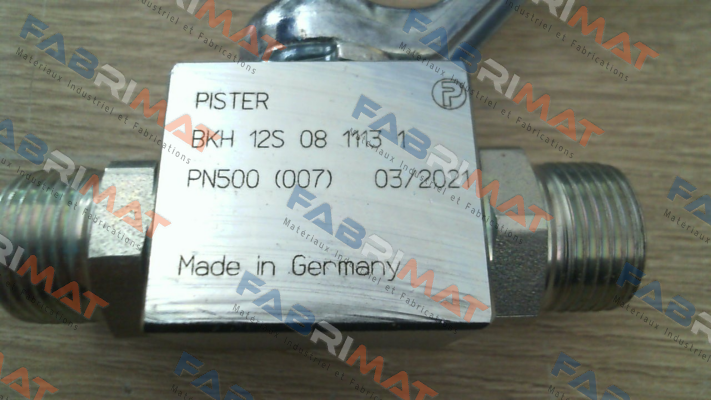 PISTER
BKH 12S 08 1113 1
PN500 (007) 03/2021
Made in Germany
FABRIMAT
Materiaux Industriel et Fabrications